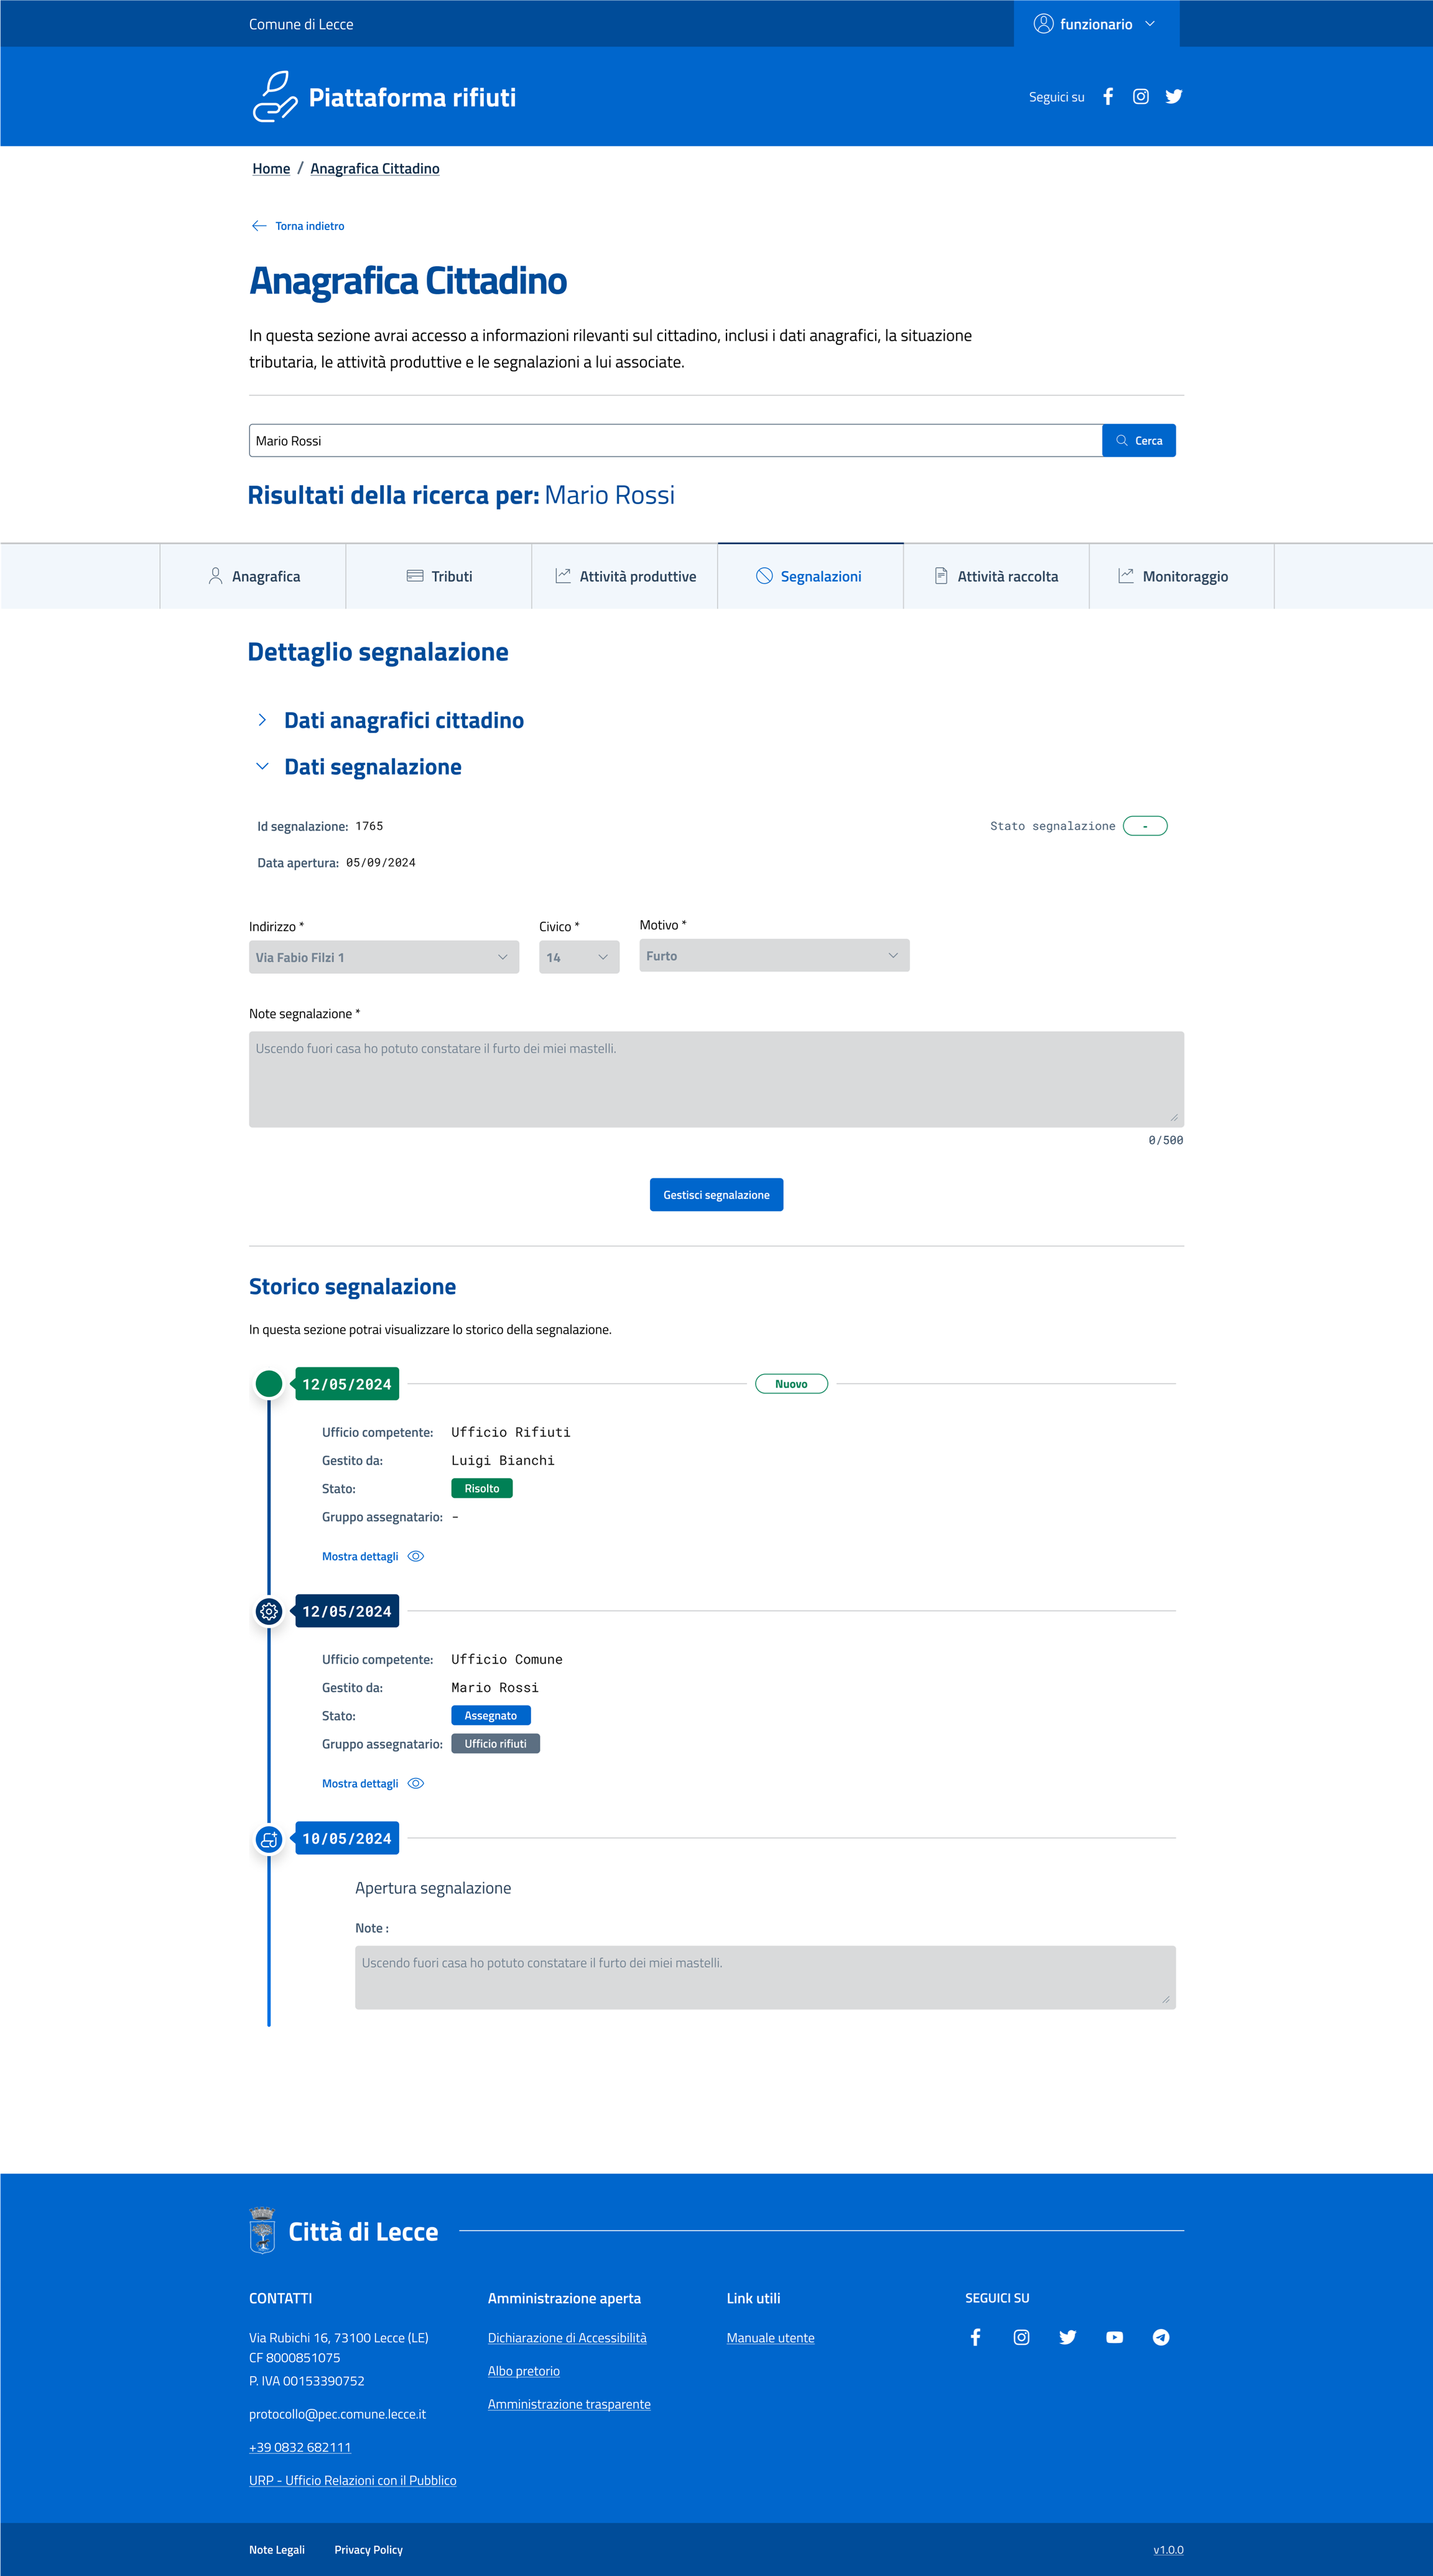 Comune di Lecce
funzionario
Piattaforma rifiuti
Seguici su
Home / Anagrafica Cittadino
Torna indietro
Anagrafica Cittadino
In questa sezione avrai accesso a informazioni rilevanti sul cittadino, inclusi i dati anagrafici, la situazione
tributaria, le attività produttive e le segnalazioni a lui associate.
Mario Rossi
Cerca
Risultati della ricerca per: Mario Rossi
Anagrafica
Tributi
Attività produttive
Segnalazioni
Attività raccolta
Monitoraggio
Dettaglio segnalazione
Dati anagrafici cittadino
Dati segnalazione
Id segnalazione: 1765
Stato segnalazione -
Data apertura: 05/09/2024
Indirizzo *
Civico *
Motivo *
Via Fabio Filzi 1
14
Furto
Note segnalazione *
Uscendo fuori casa ho potuto constatare il furto dei miei mastelli.
0/500
Gestisci segnalazione
Storico segnalazione
In questa sezione potrai visualizzare lo storico della segnalazione.
12/05/2024
Nuovo
Ufficio competente: Ufficio Rifiuti
Gestito da: Luigi Bianchi
Stato: Risolto
Gruppo assegnatario: -
Mostra dettagli
12/05/2024
Ufficio competente: Ufficio Comune
Gestito da: Mario Rossi
Stato: Assegnato
Gruppo assegnatario: Ufficio rifiuti
Mostra dettagli
10/05/2024
Apertura segnalazione
Note :
Uscendo fuori casa ho potuto constatare il furto dei miei mastelli.
Città di Lecce
CONTATTI
Via Rubichi 16, 73100 Lecce (LE)
CF 8000851075
P. IVA 00153390752
protocollo@pec.comune.lecce.it
+39 0832 682111
URP - Ufficio Relazioni con il Pubblico
Amministrazione aperta
Dichiarazione di Accessibilità
Albo pretorio
Amministrazione trasparente
Link utili
Manuale utente
SEGUICI SU
Note Legali
Privacy Policy
v1.0.0